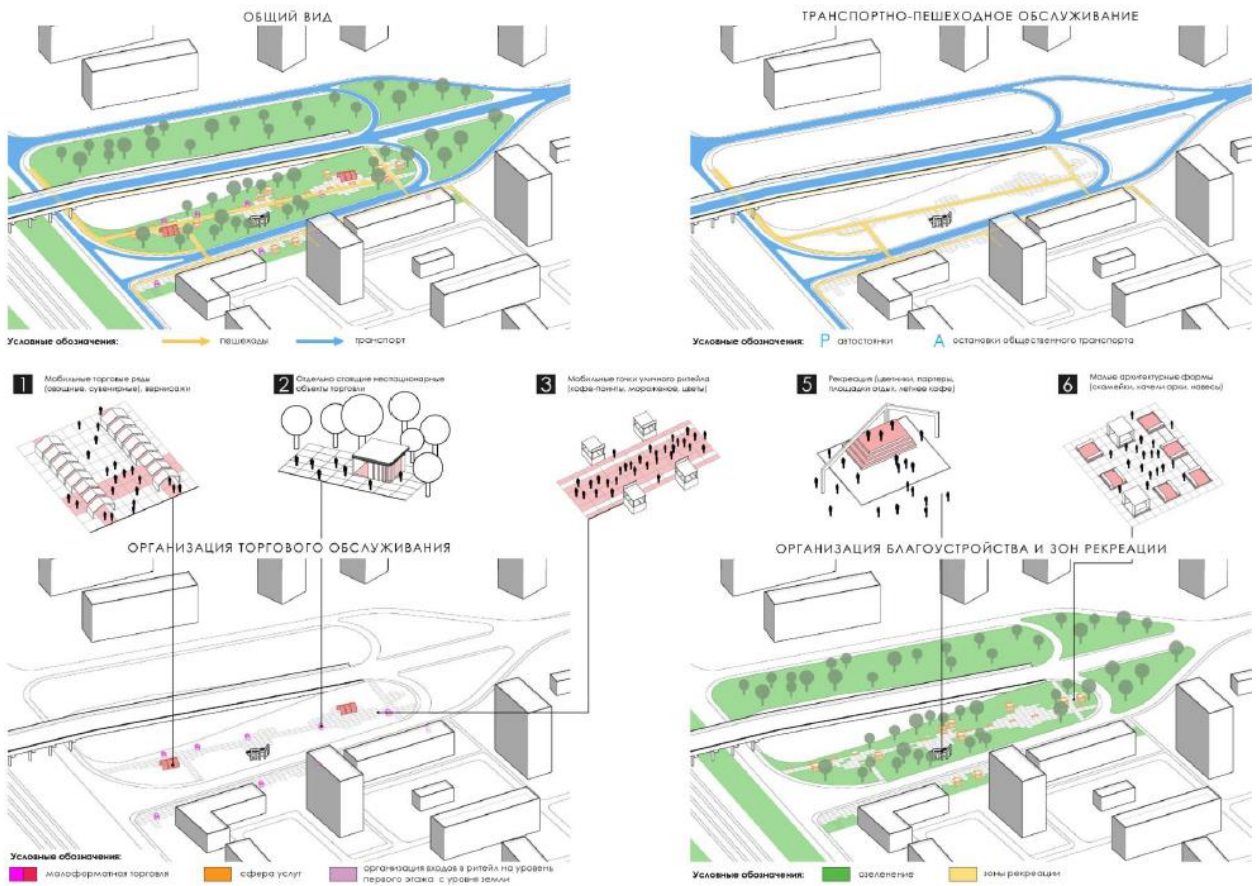 ОБЩИЙ ВИД
ТРАНСПОРТНО-ПЕШЕХОДНОЕ ОБСЛУЖИВАНИЕ
Условные обозначения:
пешеходы
транспорт
Условные обозначения:
P автостоянки
A остановки общественного транспорта
1 Мобильные торговые ряды
(овощные, сувенирные), вернисажи
2 Отдельно стоящие нестационарные
объекты торговли
3 Мобильные точки уличного ритейла
(кофе-поинты, мороженое, цветы)
5 Рекреация (цветники, партеры,
площадки отдых, летнее кафе)
6 Малые архитектурные формы
(скамейки, качели арки, навесы)
ОРГАНИЗАЦИЯ ТОРГОВОГО ОБСЛУЖИВАНИЯ
ОРГАНИЗАЦИЯ БЛАГОУСТРОЙСТВА И ЗОН РЕКРЕАЦИИ
Условные обозначения:
малоформатная торговля
сфера услуг
организация входов в ритейл на уровень
первого этажа с уровня земли
Условные обозначения:
озеленение
зоны рекреации